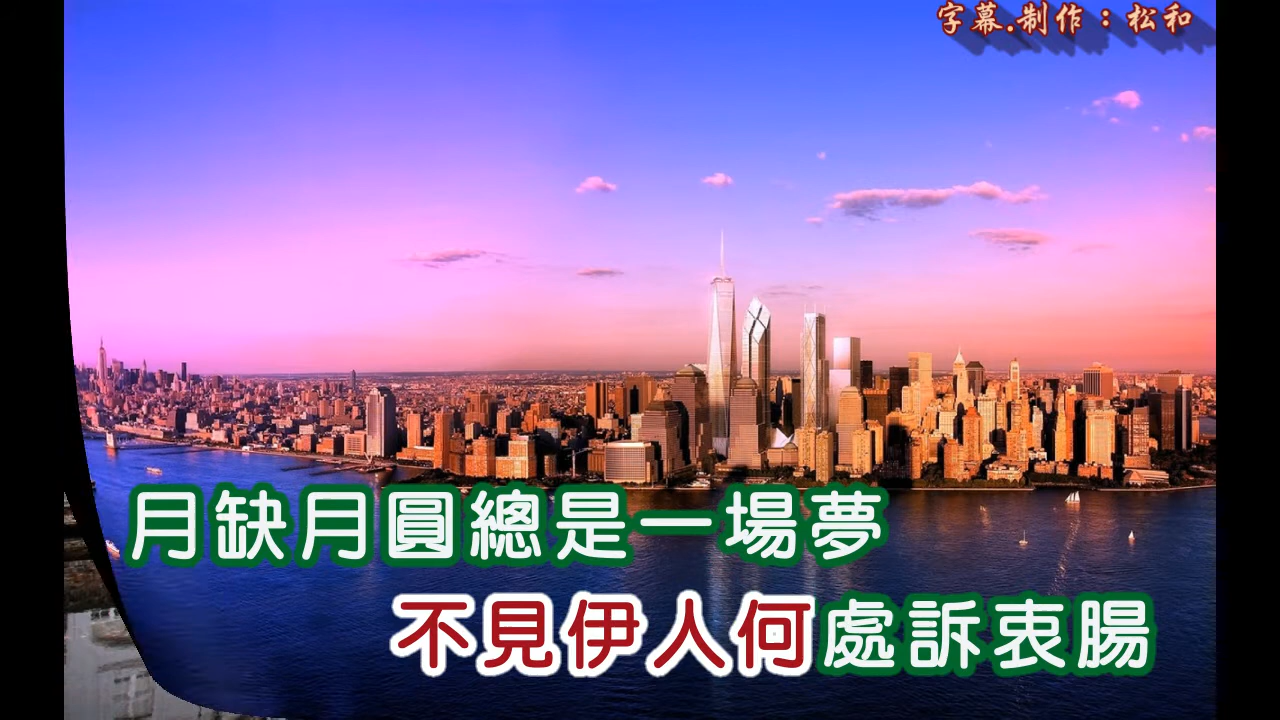 字幕.制作：松和
月缺月圓總是一場夢
不見伊人何處訴衷腸